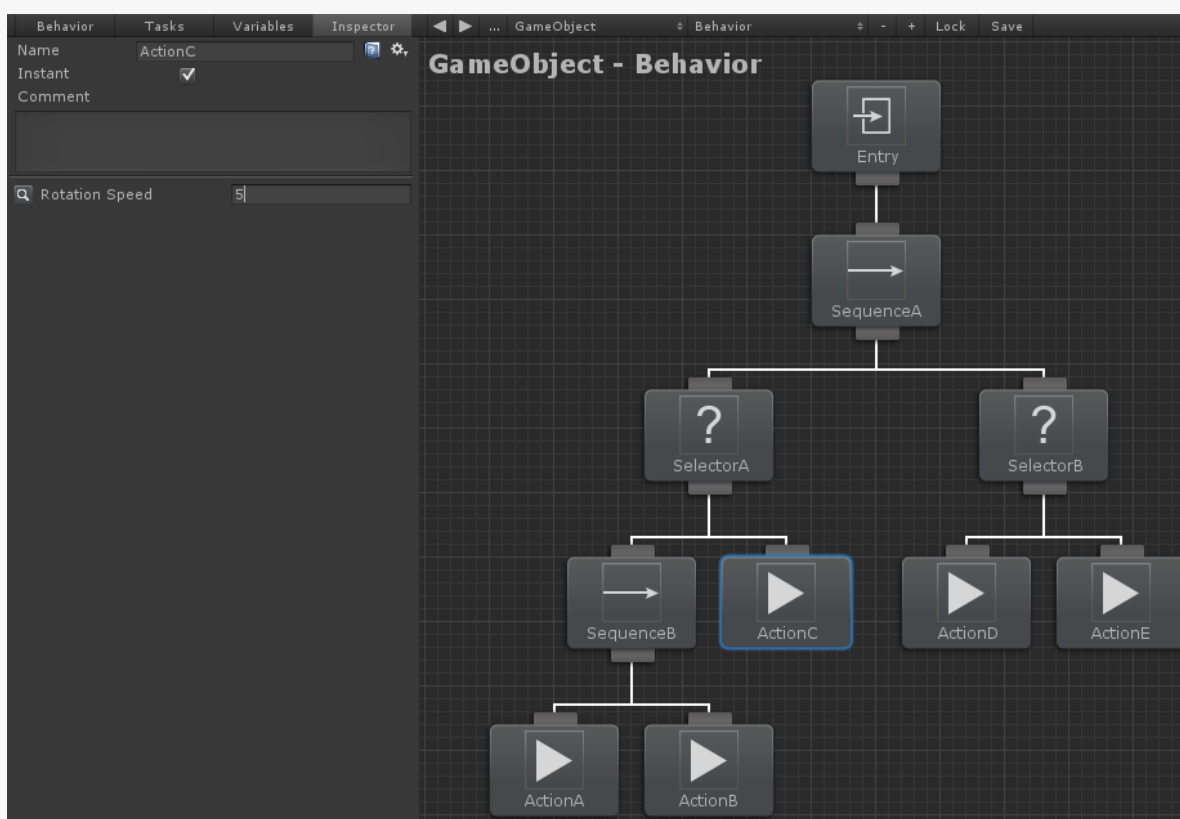 Behavior Tasks Variables Inspector ... GameObject Behavior - + Lock Save
Name ActionC
Instant
Comment
Rotation Speed 5
GameObject - Behavior
Entry
SequenceA
? ?
SelectorA SelectorB
SequenceB ActionC ActionD ActionE
ActionA ActionB